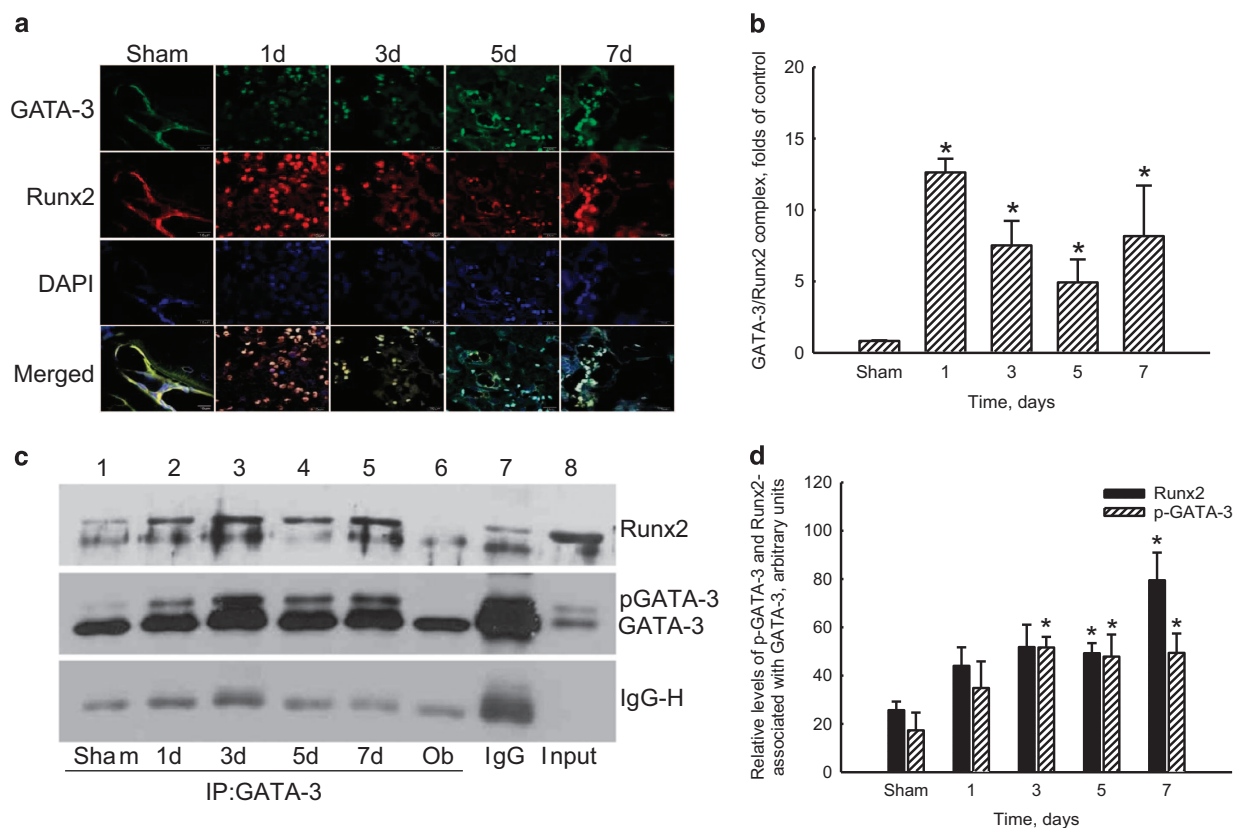 a
Sham 1d 3d 5d 7d
GATA-3
Runx2
DAPI
Merged
b
GATA-3/Runx2 complex, folds of control
20
15
10
5
0
* * * *
Sham 1 3 5 7
Time, days
c
1 2 3 4 5 6 7 8
Runx2
pGATA-3
GATA-3
IgG-H
Sham 1d 3d 5d 7d Ob IgG Input
IP:GATA-3
d
Relative levels of p-GATA-3 and Runx2-
associated with GATA-3, arbitrary units
120
100
80
60
40
20
0
Runx2
p-GATA-3
* * * * *
Sham 1 3 5 7
Time, days